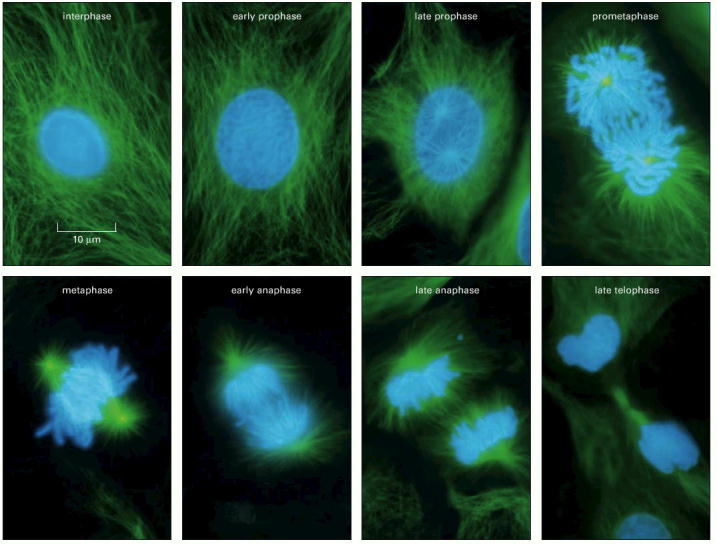 interphase
early prophase
late prophase
prometaphase
10 μm
metaphase
early anaphase
late anaphase
late telophase